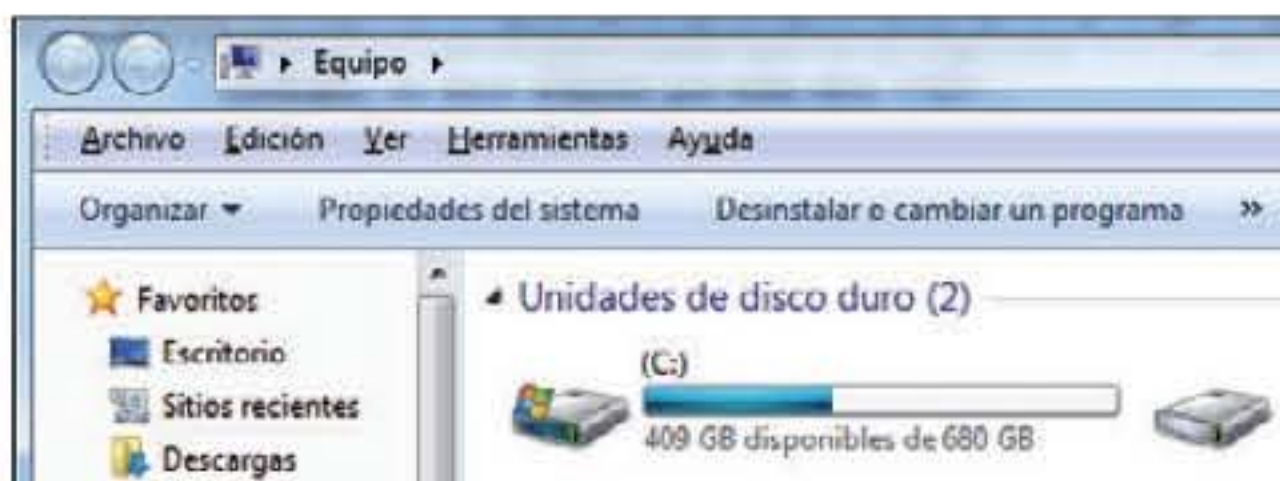 Equipo
Archivo Edición Ver Herramientas Ayuda
Organizar Propiedades del sistema Desinstalar o cambiar un programa »
Favoritos
Escritorio
Sitios recientes
Descargas
Unidades de disco duro (2)
(C:)
409 GB disponibles de 680 GB